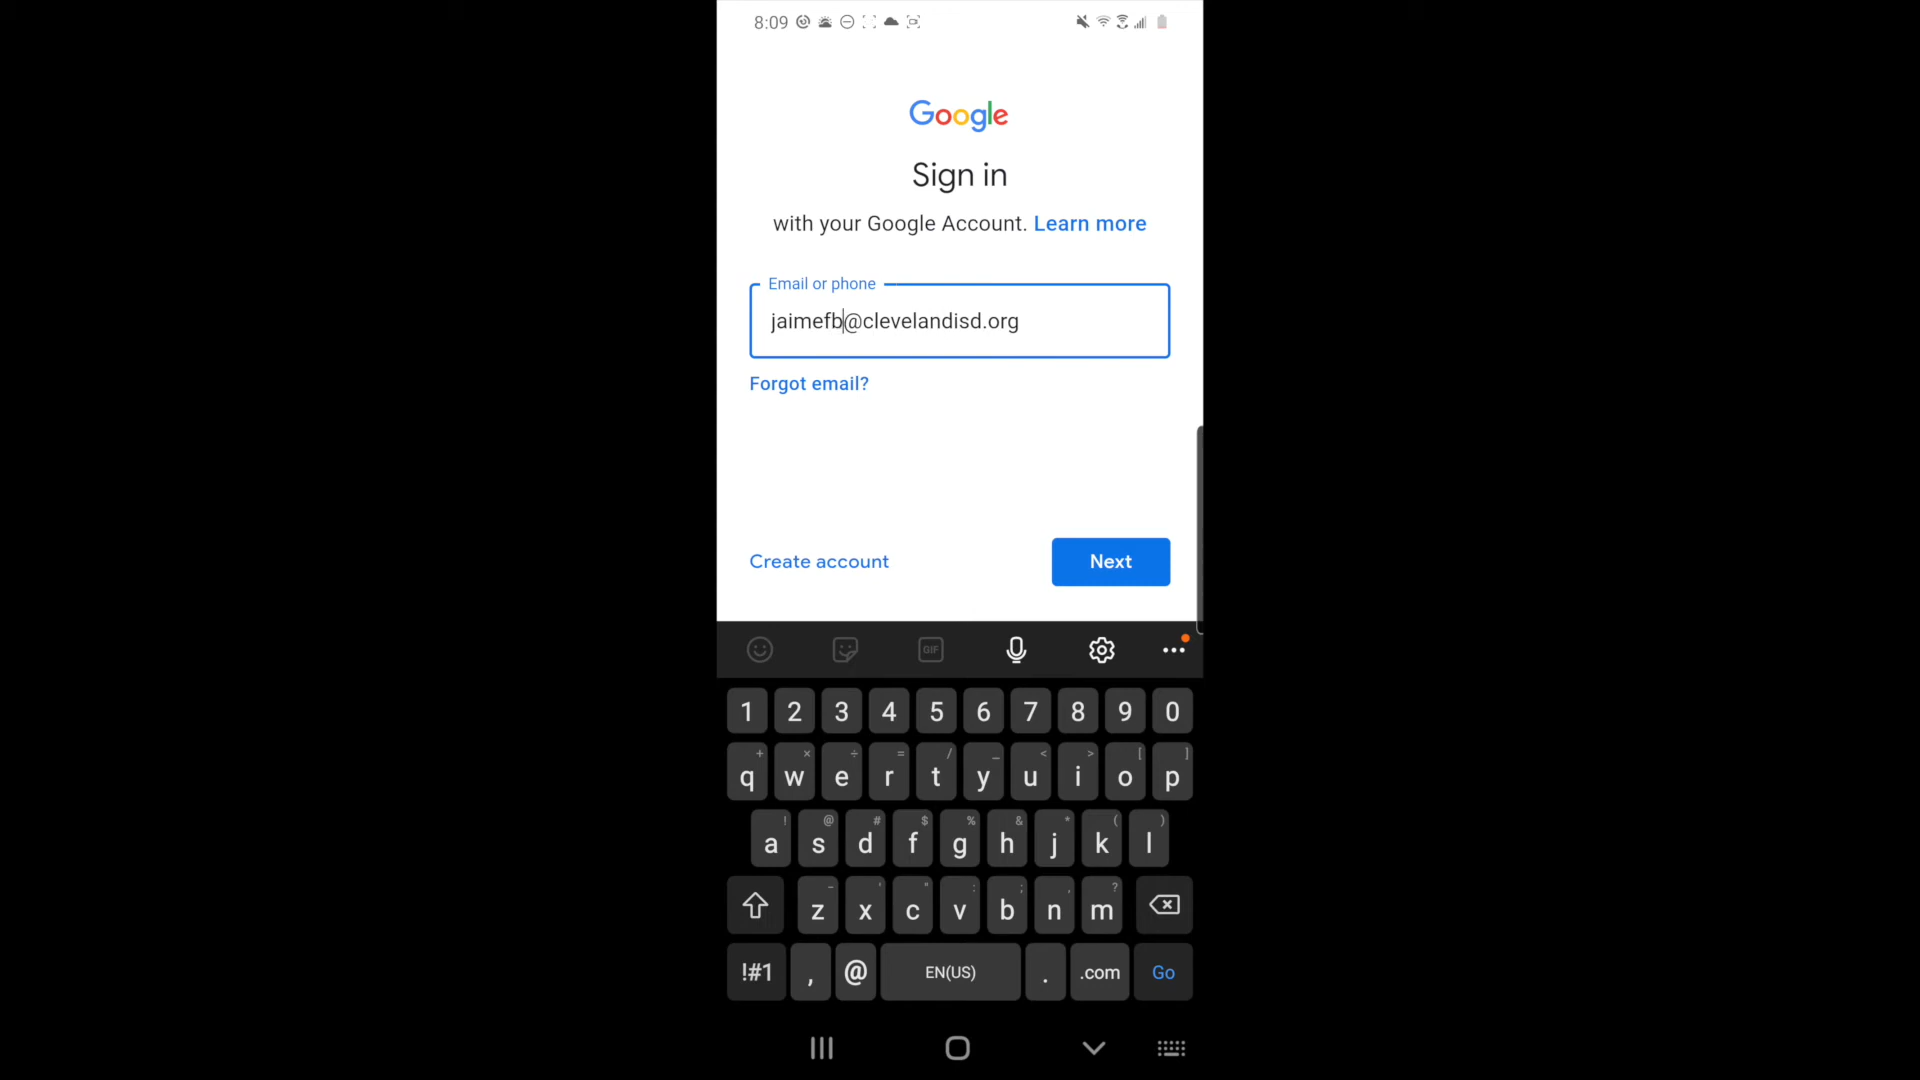 8:09
Google
Sign in
with your Google Account. Learn more
Email or phone
jaimefb@clevelandisd.org
Forgot email?
Create account Next
GIF
1 2 3 4 5 6 7 8 9 0
+ × ÷ = / _ < > [ ]
q w e r t y u i o p
! @ # $ % & * ( )
a s d f g h j k l
- ' " : ; , ?
z x c v b n m
!#1 , @ EN(US) . .com Go